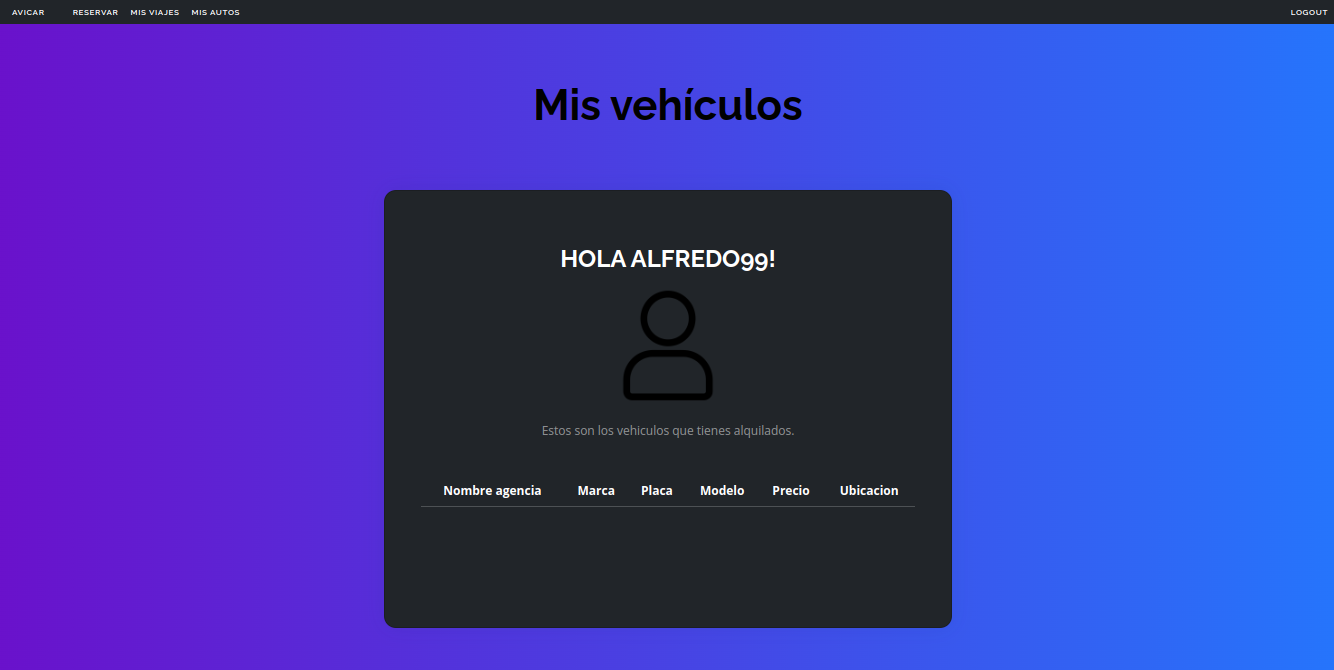 AVICAR RESERVAR MIS VIAJES MIS AUTOS LOGOUT
Mis vehículos
HOLA ALFREDO99!
Estos son los vehiculos que tienes alquilados.
Nombre agencia Marca Placa Modelo Precio Ubicacion